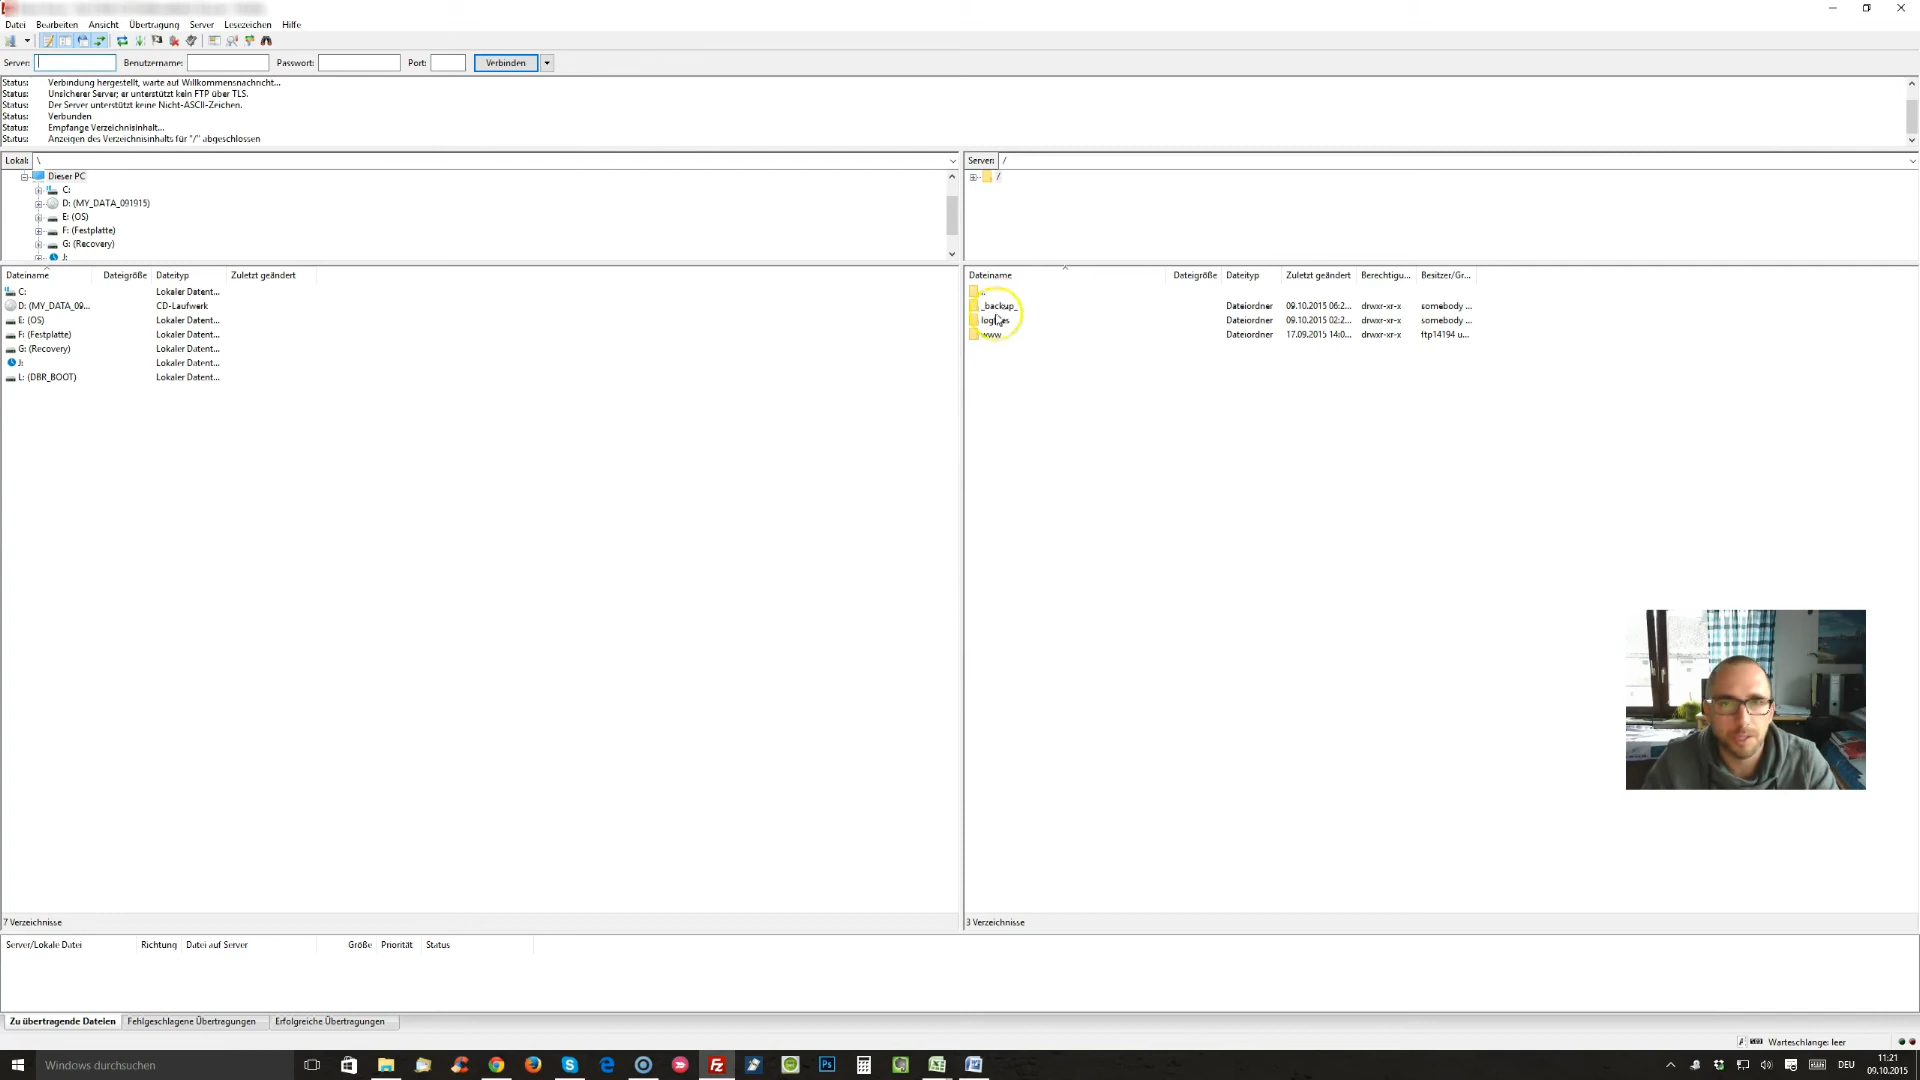 Datei Bearbeiten Ansicht Übertragung Server Lesezeichen Hilfe
Server: Benutzername: Passwort: Port: Verbinden
Status: Verbindung hergestellt, warte auf Willkommensnachricht...
Status: Unsicherer Server; er unterstützt kein FTP über TLS.
Status: Der Server unterstützt keine Nicht-ASCII-Zeichen.
Status: Verbunden
Status: Empfange Verzeichnisinhalt...
Status: Anzeigen des Verzeichnisinhalts für "/" abgeschlossen
Lokal: \
Dieser PC
C:
D: (MY_DATA_091915)
E: (OS)
F: (Festplatte)
G: (Recovery)
J:
Server: /
/
Dateiname Dateigröße Dateityp Zuletzt geändert
C: Lokaler Datent...
D: (MY_DATA_09... CD-Laufwerk
E: (OS) Lokaler Datent...
F: (Festplatte) Lokaler Datent...
G: (Recovery) Lokaler Datent...
J: Lokaler Datent...
L: (DBR_BOOT) Lokaler Datent...
7 Verzeichnisse
Dateiname Dateigröße Dateityp Zuletzt geändert Berechtigu... Besitzer/Gr...
..
_backup_ Dateiordner 09.10.2015 06:2... drwxr-xr-x somebody ...
Dateiordner 09.10.2015 02:2... drwxr-xr-x somebody ...
www Dateiordner 17.09.2015 14:0... drwxr-xr-x ftp14194 u...
3 Verzeichnisse
Server/Lokale Datei Richtung Datei auf Server Größe Priorität Status
Zu übertragende Dateien Fehlgeschlagene Übertragungen Erfolgreiche Übertragungen
Warteschlange: leer
Windows durchsuchen
DEU
11:21
09.10.2015